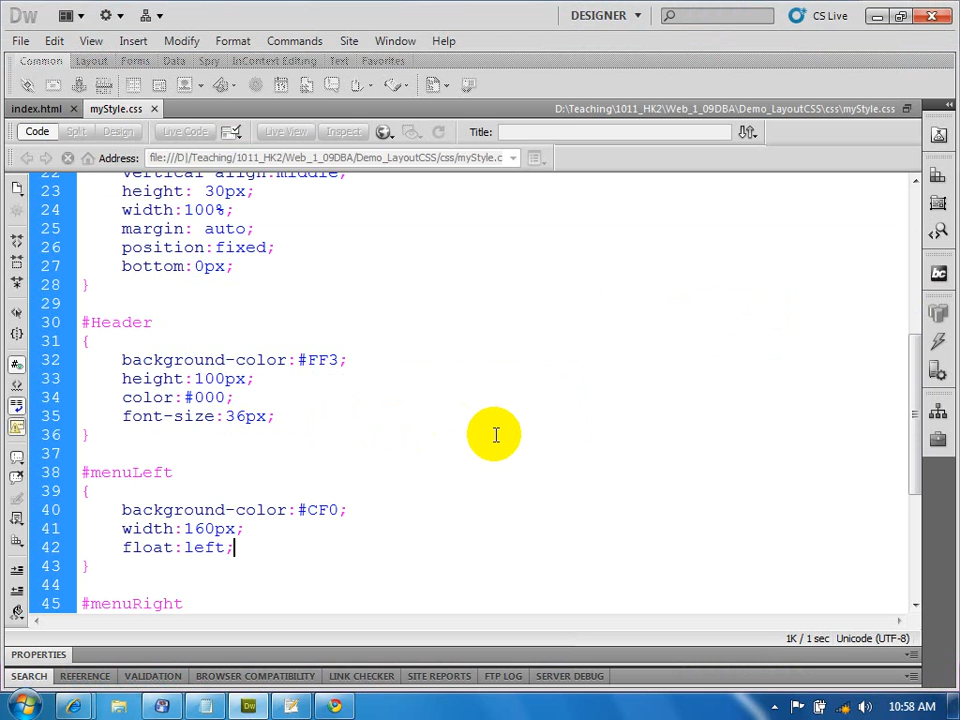 Dw
DESIGNER
CS Live
File Edit View Insert Modify Format Commands Site Window Help
Common Layout Forms Data Spry InContext Editing Text Favorites
index.html myStyle.css D:\Teaching\1011_HK2\Web_1_09DBA\Demo_LayoutCSS\css\myStyle.css
Code Split Design Live Code Live View Inspect Title:
Address: file:///D|/Teaching/1011_HK2/Web_1_09DBA/Demo_LayoutCSS/css/myStyle.c
22 vertical-align:middle;
23 height: 30px;
24 width:100%;
25 margin: auto;
26 position:fixed;
27 bottom:0px;
28 }
29
30 #Header
31 {
32 background-color:#FF3;
33 height:100px;
34 color:#000;
35 font-size:36px;
36 }
37
38 #menuLeft
39 {
40 background-color:#CF0;
41 width:160px;
42 float:left;
43 }
44
45 #menuRight
1K / 1 sec Unicode (UTF-8)
PROPERTIES
SEARCH REFERENCE VALIDATION BROWSER COMPATIBILITY LINK CHECKER SITE REPORTS FTP LOG SERVER DEBUG
Dw
10:58 AM
bc